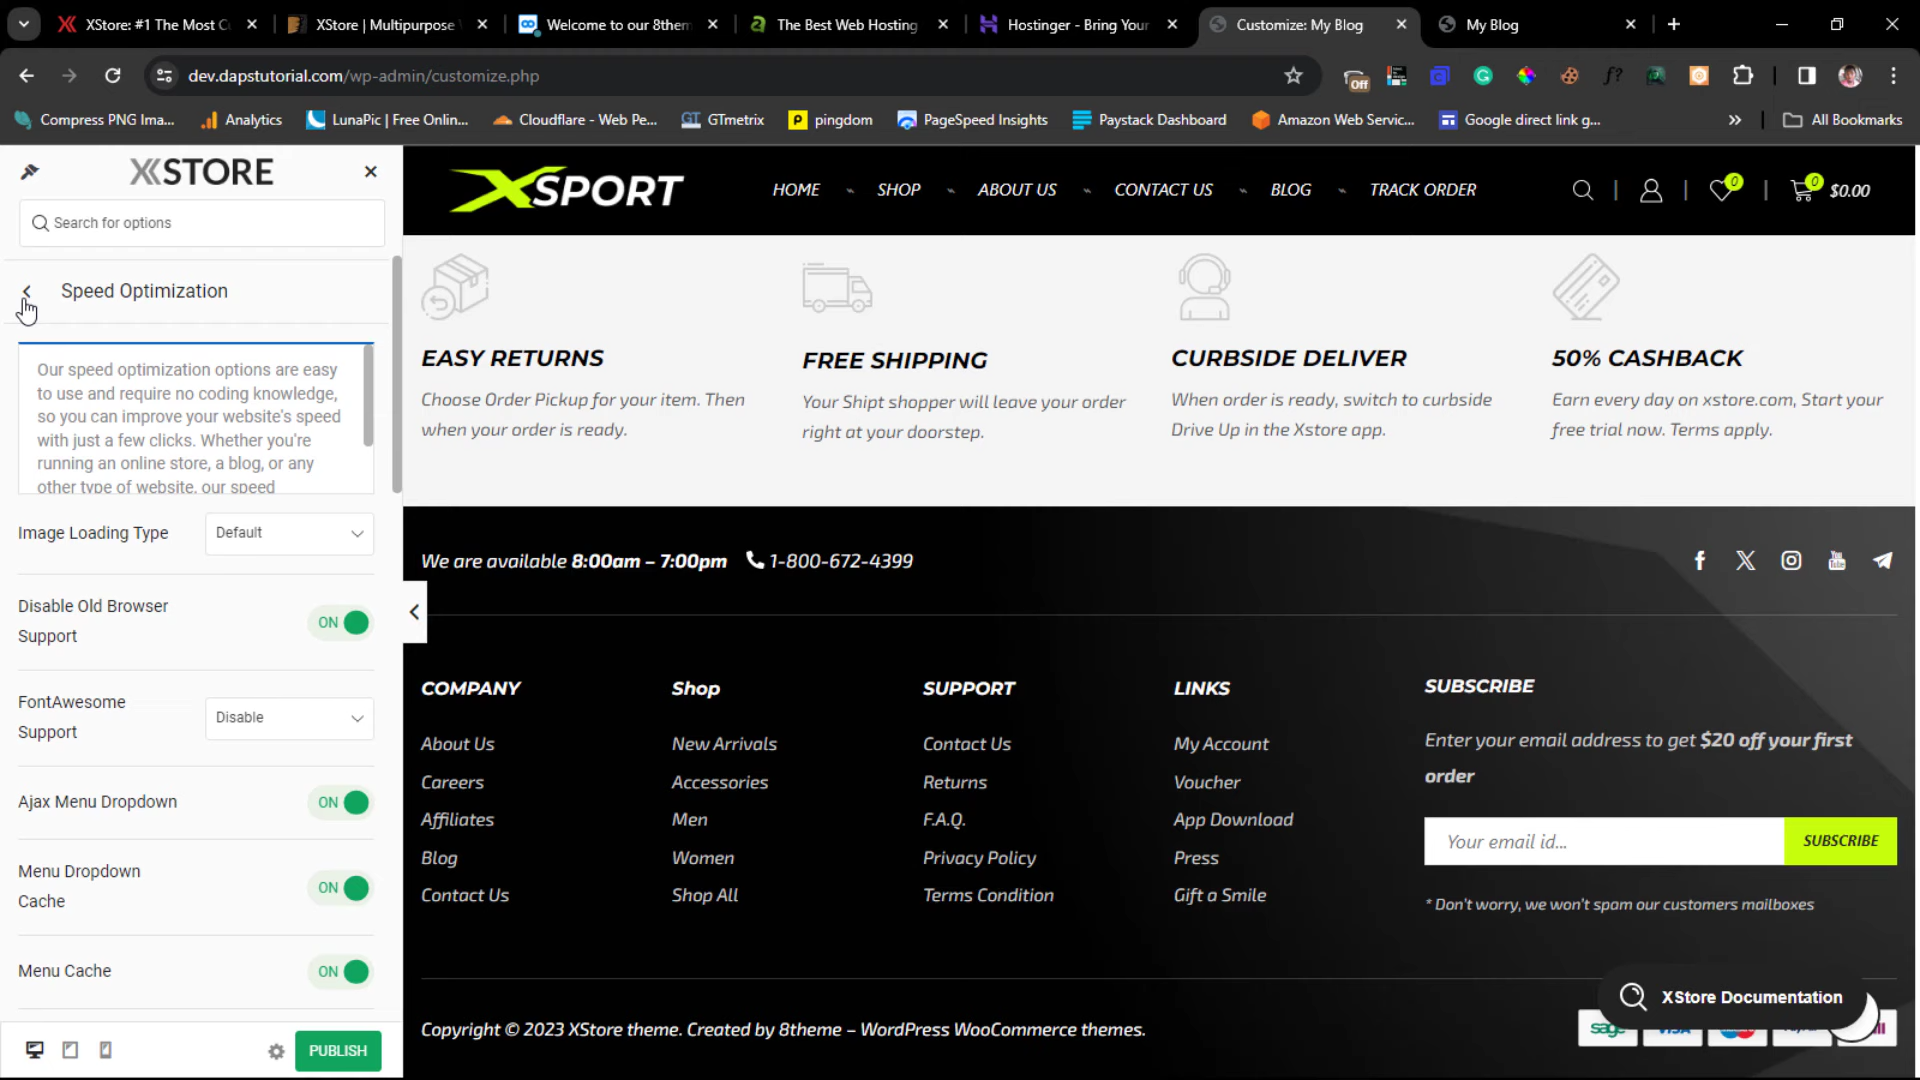 XStore: #1 The Most C
XStore | Multipurpose
Welcome to our 8them
The Best Web Hosting
Hostinger - Bring Your
Customize: My Blog
My Blog
dev.dapstutorial.com/wp-admin/customize.php
Off
Compress PNG Ima...
Analytics
LunaPic | Free Onlin...
Cloudflare - Web Pe...
GTmetrix
pingdom
PageSpeed Insights
Paystack Dashboard
Amazon Web Servic...
Google direct link g...
All Bookmarks
XSTORE
Search for options
Speed Optimization
Our speed optimization options are easy
to use and require no coding knowledge,
so you can improve your website's speed
with just a few clicks. Whether you're
running an online store, a blog, or any
other type of website, our speed
Image Loading Type
Default
Disable Old Browser
Support
ON
FontAwesome
Support
Disable
Ajax Menu Dropdown
ON
Menu Dropdown
Cache
ON
Menu Cache
ON
PUBLISH
XSPORT
HOME
SHOP
ABOUT US
CONTACT US
BLOG
TRACK ORDER
0
0
$0.00
EASY RETURNS
Choose Order Pickup for your item. Then
when your order is ready.
FREE SHIPPING
Your Shipt shopper will leave your order
right at your doorstep.
CURBSIDE DELIVER
When order is ready, switch to curbside
Drive Up in the Xstore app.
50% CASHBACK
Earn every day on xstore.com, Start your
free trial now. Terms apply.
We are available 8:00am – 7:00pm
1-800-672-4399
COMPANY
About Us
Careers
Affiliates
Blog
Contact Us
Shop
New Arrivals
Accessories
Men
Women
Shop All
SUPPORT
Contact Us
Returns
F.A.Q.
Privacy Policy
Terms Condition
LINKS
My Account
Voucher
App Download
Press
Gift a Smile
SUBSCRIBE
Enter your email address to get $20 off your first
order
Your email id...
SUBSCRIBE
* Don't worry, we won't spam our customers mailboxes
XStore Documentation
Copyright © 2023 XStore theme. Created by 8theme – WordPress WooCommerce themes.